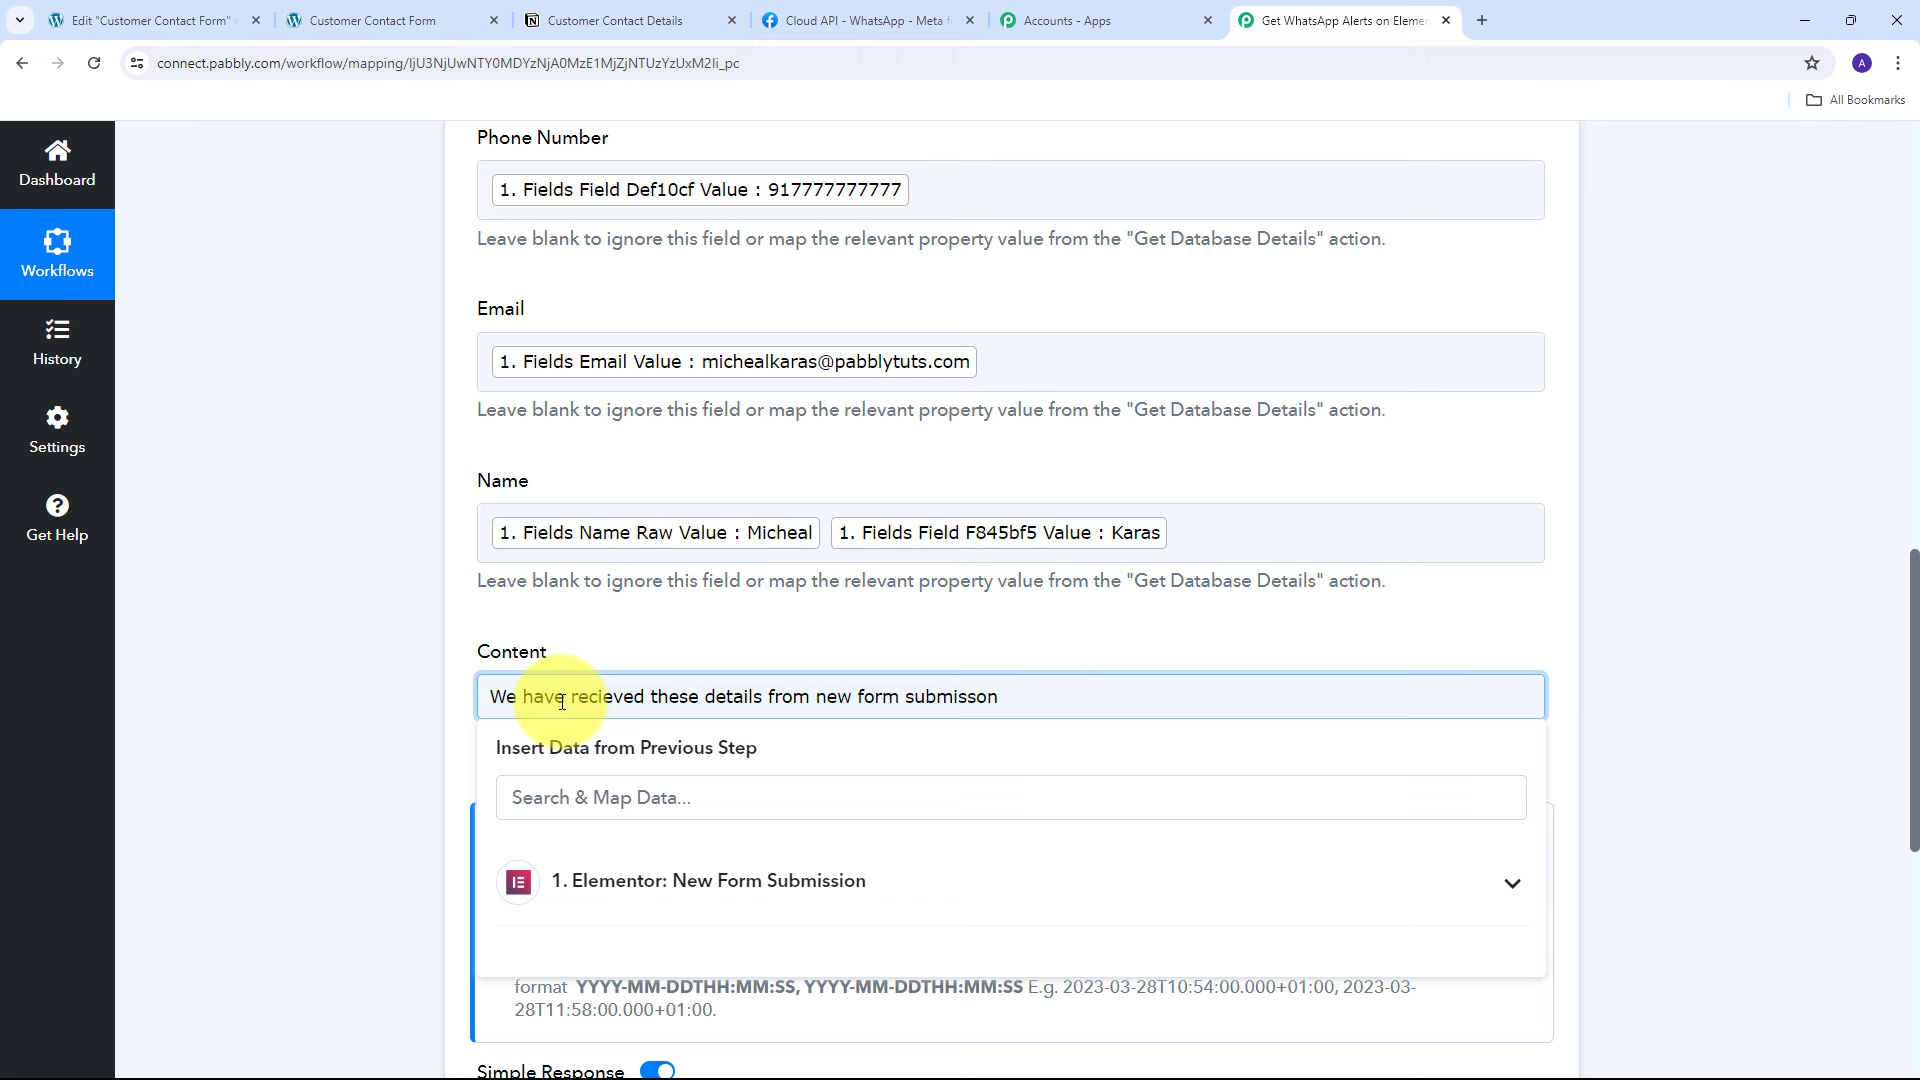 Edit "Customer Contact Form"
Customer Contact Form
Customer Contact Details
Cloud API - WhatsApp - Meta f
Accounts - Apps
Get WhatsApp Alerts on Eleme
connect.pabbly.com/workflow/mapping/IjU3NjUwNTY0MDYzNjA0MzE1MjZjNTUzYzUxM2Ii_pc
A
All Bookmarks
Dashboard
Workflows
History
Settings
Get Help
Phone Number
1. Fields Field Def10cf Value : 917777777777
Leave blank to ignore this field or map the relevant property value from the "Get Database Details" action.
Email
1. Fields Email Value : michealkaras@pabblytuts.com
Leave blank to ignore this field or map the relevant property value from the "Get Database Details" action.
Name
1. Fields Name Raw Value : Micheal 1. Fields Field F845bf5 Value : Karas
Leave blank to ignore this field or map the relevant property value from the "Get Database Details" action.
Content
We have recieved these details from new form submisson
Insert Data from Previous Step
Search & Map Data...
1. Elementor: New Form Submission
format YYYY-MM-DDTHH:MM:SS, YYYY-MM-DDTHH:MM:SS E.g. 2023-03-28T10:54:00.000+01:00, 2023-03-
28T11:58:00.000+01:00.
Simple Response